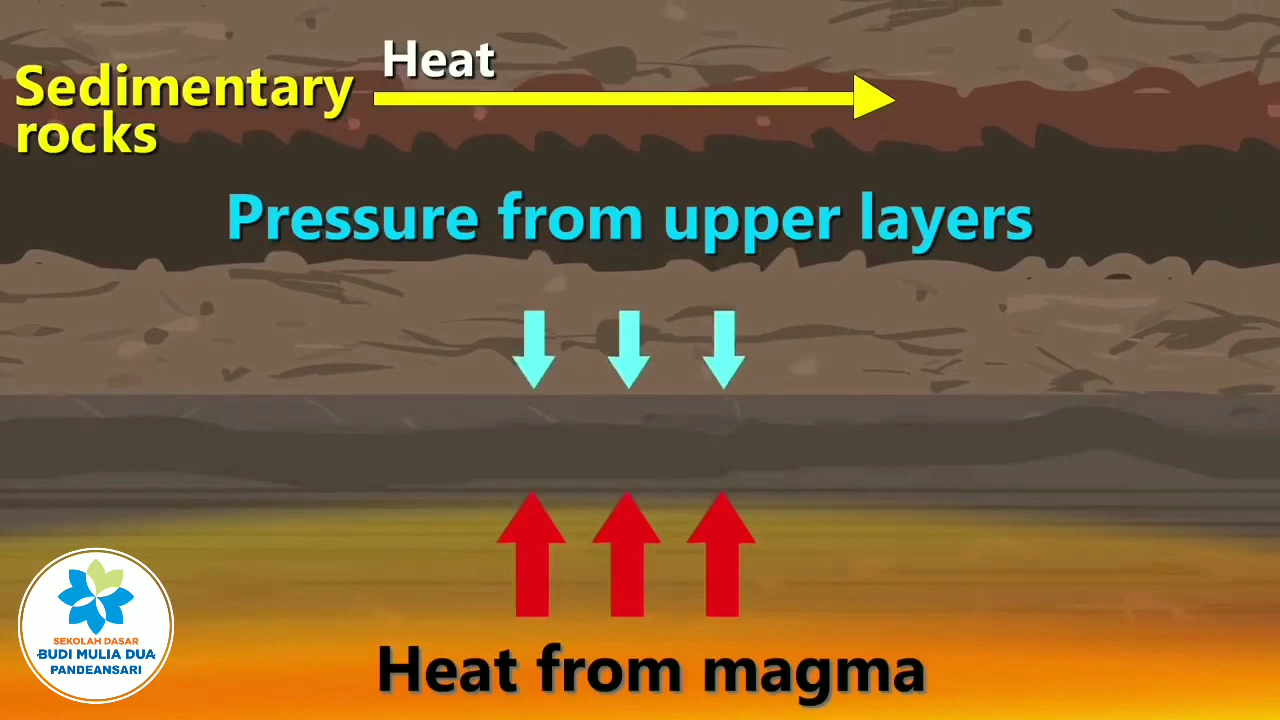 Heat
Sedimentary
rocks
Pressure from upper layers
Heat from magma
SEKOLAH DASAR
BUDI MULIA DUA
PANDEANSARI